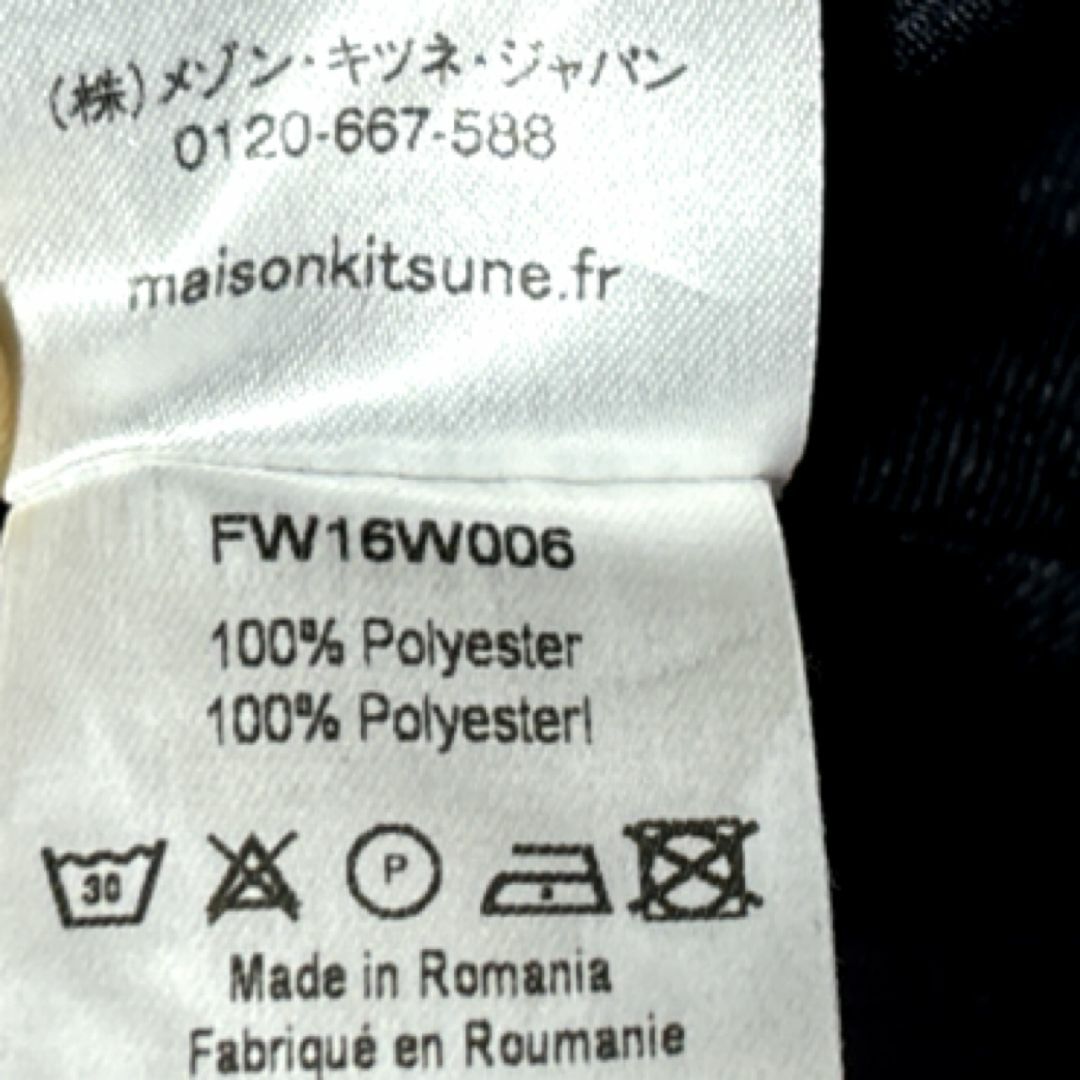 (株)メゾン・キツネ・ジャパン
0120-667-588
maisonkitsune.fr
FW16W006
100% Polyester
100% Polyesterl
30
P
Made in Romania
Fabriqué en Roumanie